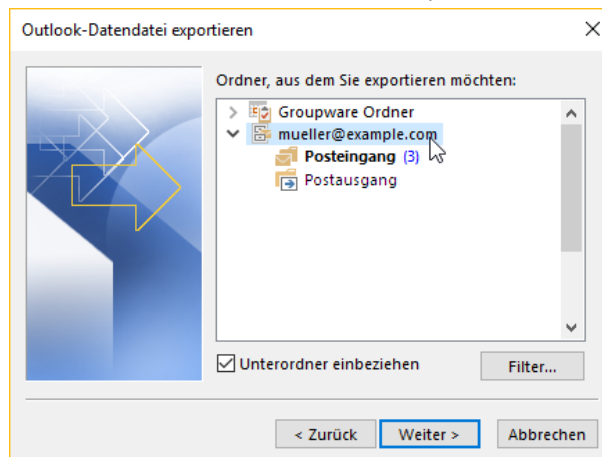 Outlook-Datendatei exportieren
Ordner, aus dem Sie exportieren möchten:
Groupware Ordner
mueller@example.com
Posteingang (3)
Postausgang
Unterordner einbeziehen
Filter...
< Zurück Weiter > Abbrechen